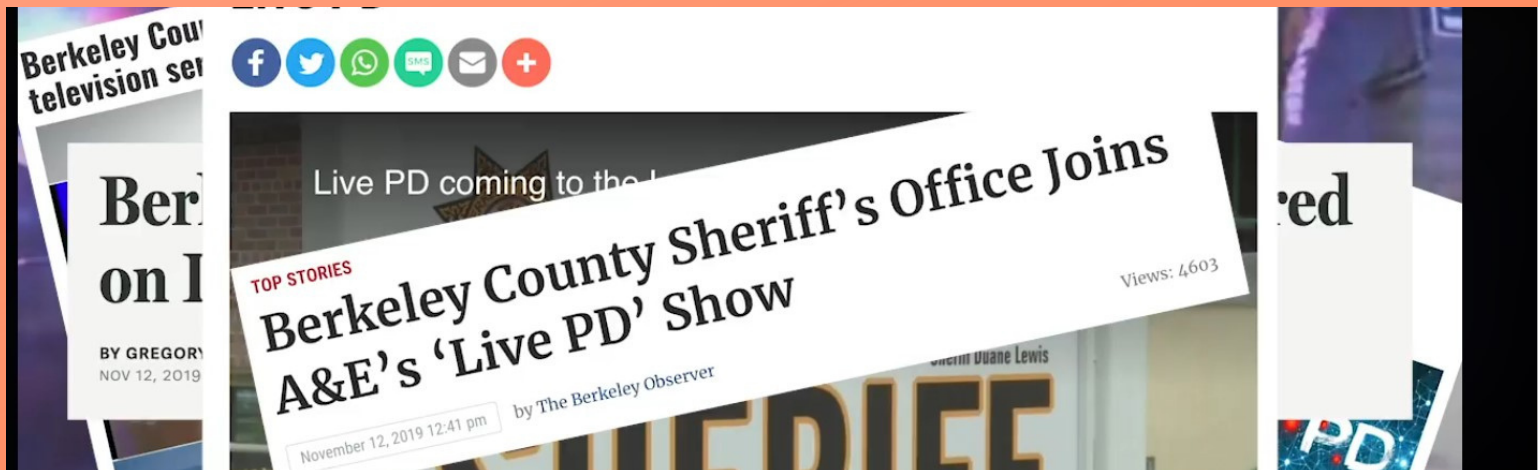 Berkeley Cou
television ser
f
SMS
+
Live PD coming to the
TOP STORIES
Berkeley County Sheriff's Office Joins
A&E's 'Live PD' Show
Views: 4603
November 12, 2019 12:41 pm
by The Berkeley Observer
Ber
on
BY GREGORY
NOV 12, 2019
red
Sheriff Duane Lewis
SHERIFF
PD